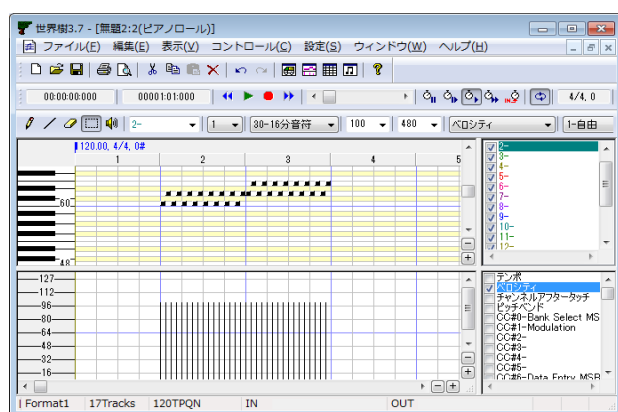 世界樹3.7 - [無題2:2(ピアノロール)]
ファイル(F) 編集(E) 表示(V) コントロール(C) 設定(S) ウィンドウ(W) ヘルプ(H)
00:00:00:000 00001:01:000 4/4, 0
2- 1 30-16分音符 100 480 ベロシティ 1-自由
120.00, 4/4, 0#
1 2 3 4 5
60
48
2-
3-
4-
5-
6-
7-
8-
9-
10-
11-
12-
127
112
96
80
64
48
32
16
テンポ
ベロシティ
チャンネルアフタータッチ
ピッチベンド
CC#0-Bank Select MS
CC#1-Modulation
CC#2-
CC#3-
CC#4-
CC#5-
CC#6-Data Entry MSB
Format1 17Tracks 120TPQN IN OUT